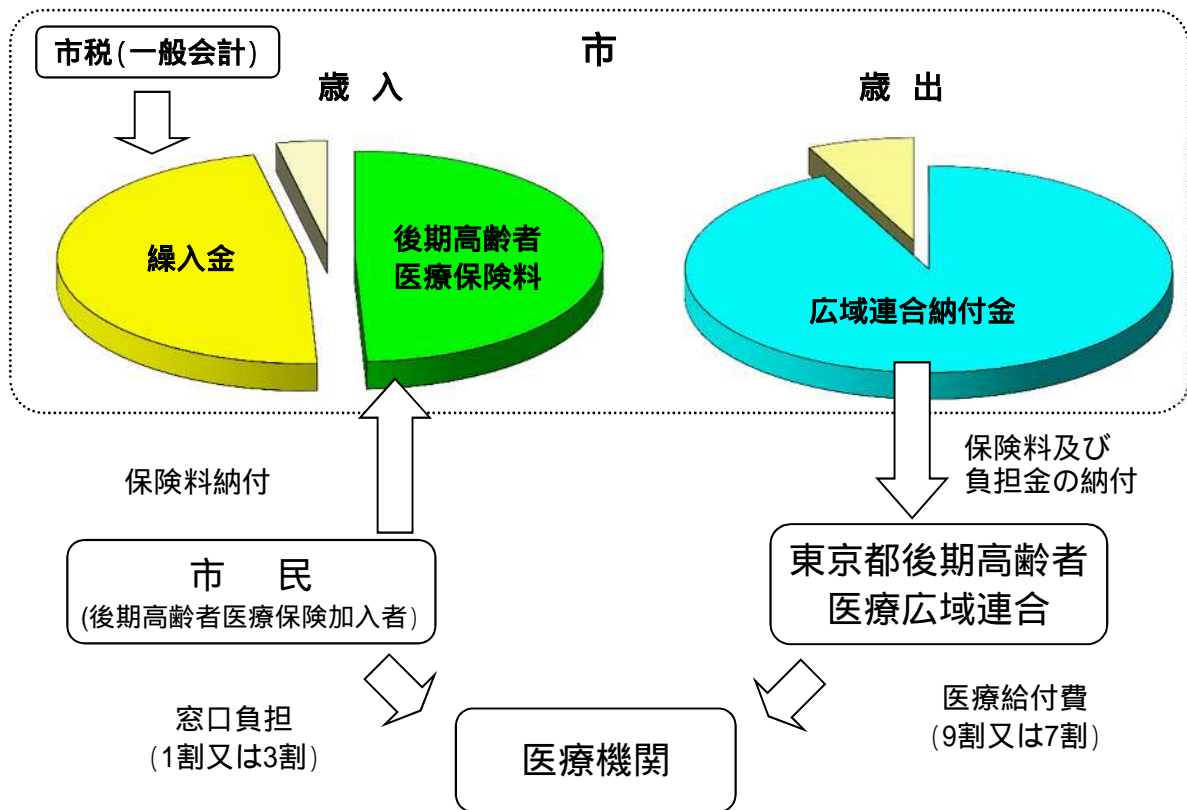 市税(一般会計)
市
歳 入
歳 出
繰入金
後期高齢者
医療保険料
広域連合納付金
保険料納付
保険料及び
負担金の納付
市 民
(後期高齢者医療保険加入者)
東京都後期高齢者
医療広域連合
窓口負担
(1割又は3割)
医療機関
医療給付費
(9割又は7割)